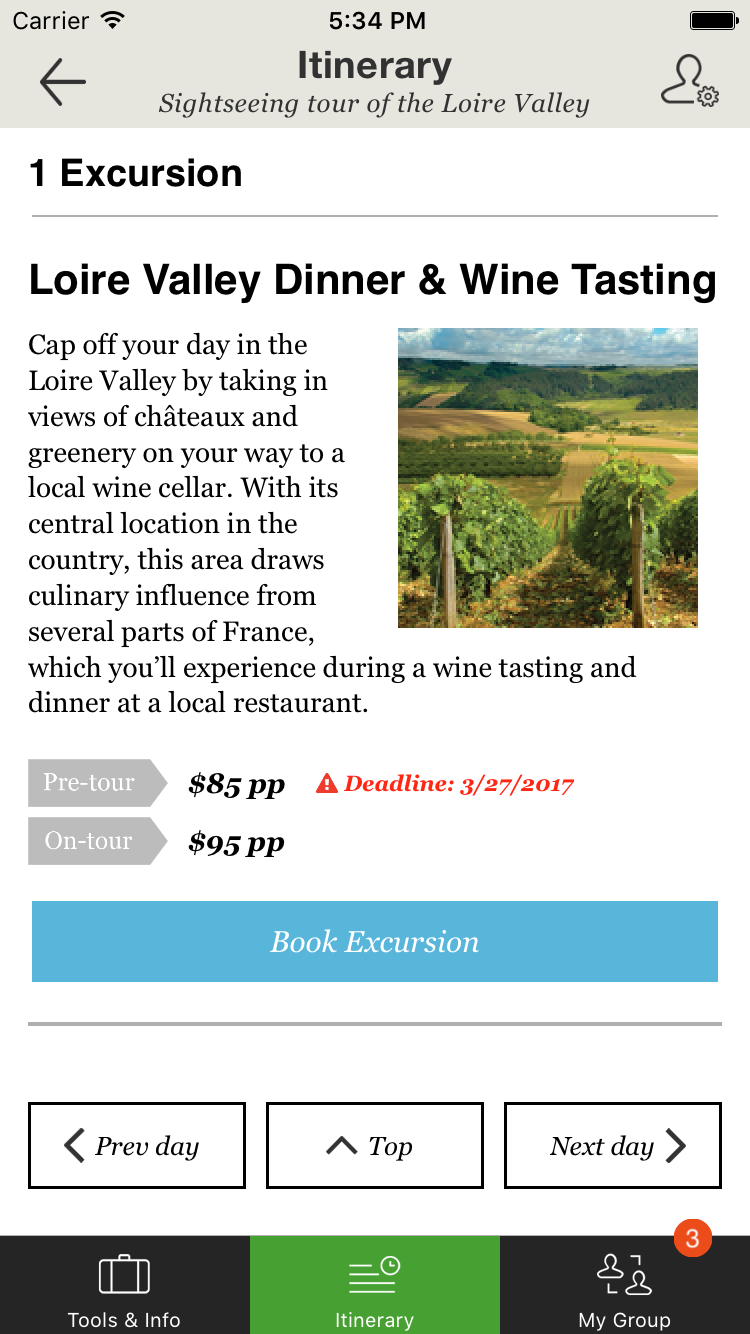 Carrier 5:34 PM
Itinerary
Sightseeing tour of the Loire Valley
1 Excursion
Loire Valley Dinner & Wine Tasting
Cap off your day in the
Loire Valley by taking in
views of châteaux and
greenery on your way to a
local wine cellar. With its
central location in the
country, this area draws
culinary influence from
several parts of France,
which you’ll experience during a wine tasting and
dinner at a local restaurant.
Pre-tour $85 pp Deadline: 3/27/2017
On-tour $95 pp
Book Excursion
Prev day Top Next day
3
Tools & Info Itinerary My Group